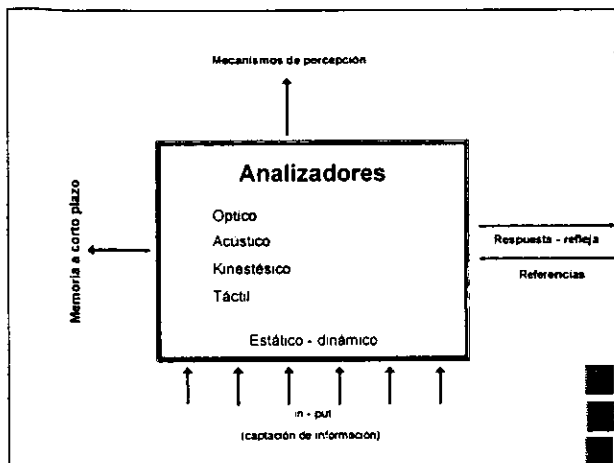 Mecanismos de percepción
Analizadores
Optico
Acústico
Kinestésico
Táctil
Estático - dinámico
Memoria a corto plazo
Respuesta - refleja
Referencias
in - put
(captación de información)